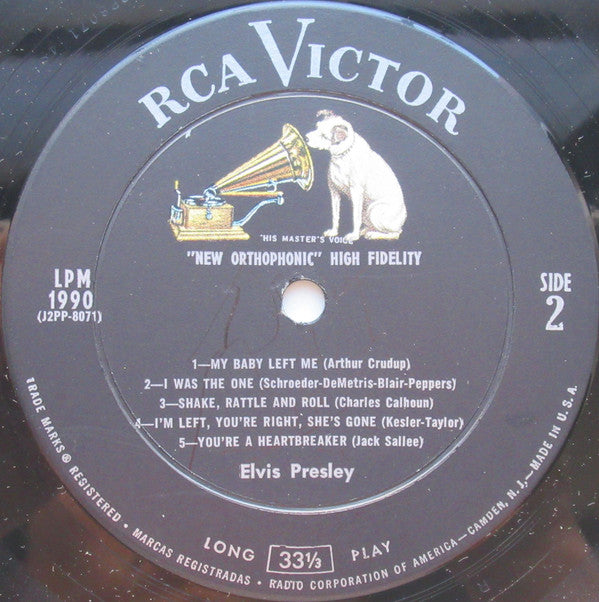 RCA VICTOR
"HIS MASTER'S VOICE"
"NEW ORTHOPHONIC" HIGH FIDELITY
LPM
1990
(J2PP-8071)
SIDE
2
1—MY BABY LEFT ME (Arthur Crudup)
2—I WAS THE ONE (Schroeder-DeMetris-Blair-Peppers)
3—SHAKE, RATTLE AND ROLL (Charles Calhoun)
4—I'M LEFT, YOU'RE RIGHT, SHE'S GONE (Kesler-Taylor)
5—YOU'RE A HEARTBREAKER (Jack Sallee)
Elvis Presley
LONG 33⅓ PLAY
TRADE MARKS ® REGISTERED • MARCAS REGISTRADAS • RADIO CORPORATION OF AMERICA—CAMDEN, N. J.—MADE IN U. S. A.